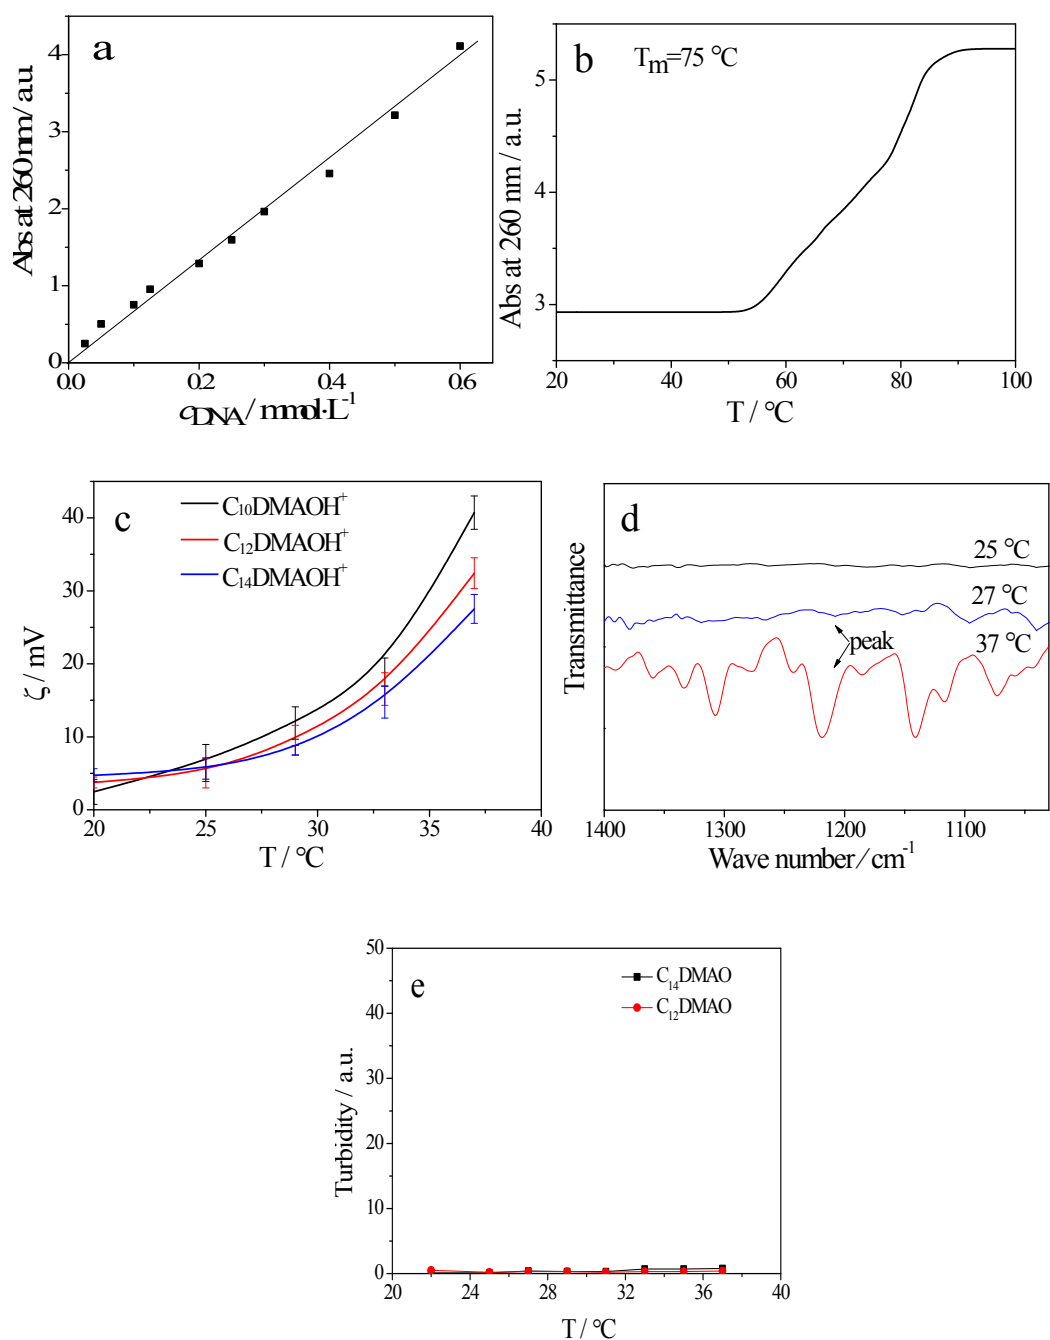 a
Abs at 260 nm / a.u.
4
3
2
1
0
0.0 0.2 0.4 0.6
cDNA / mmol·L⁻¹
b
Tm=75 °C
Abs at 260 nm / a.u.
5
4
3
20 40 60 80 100
T / °C
c
C₁₀DMAOH⁺
C₁₂DMAOH⁺
C₁₄DMAOH⁺
ζ / mV
40
30
20
10
0
20 25 30 35 40
T / °C
d
25 °C
27 °C
peak
37 °C
Transmittance
1400 1300 1200 1100
Wave number / cm⁻¹
e
C₁₄DMAO
C₁₂DMAO
Turbidity / a.u.
50
40
30
20
10
0
20 24 28 32 36 40
T / °C